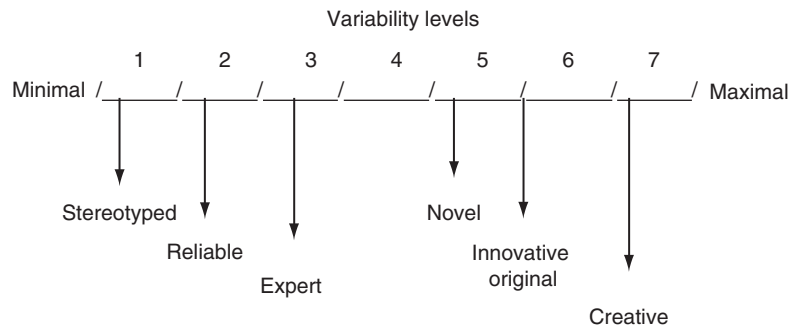 Variability levels
1 2 3 4 5 6 7
Minimal / / / / / / / / Maximal
Stereotyped
Novel
Reliable
Innovative
original
Expert
Creative